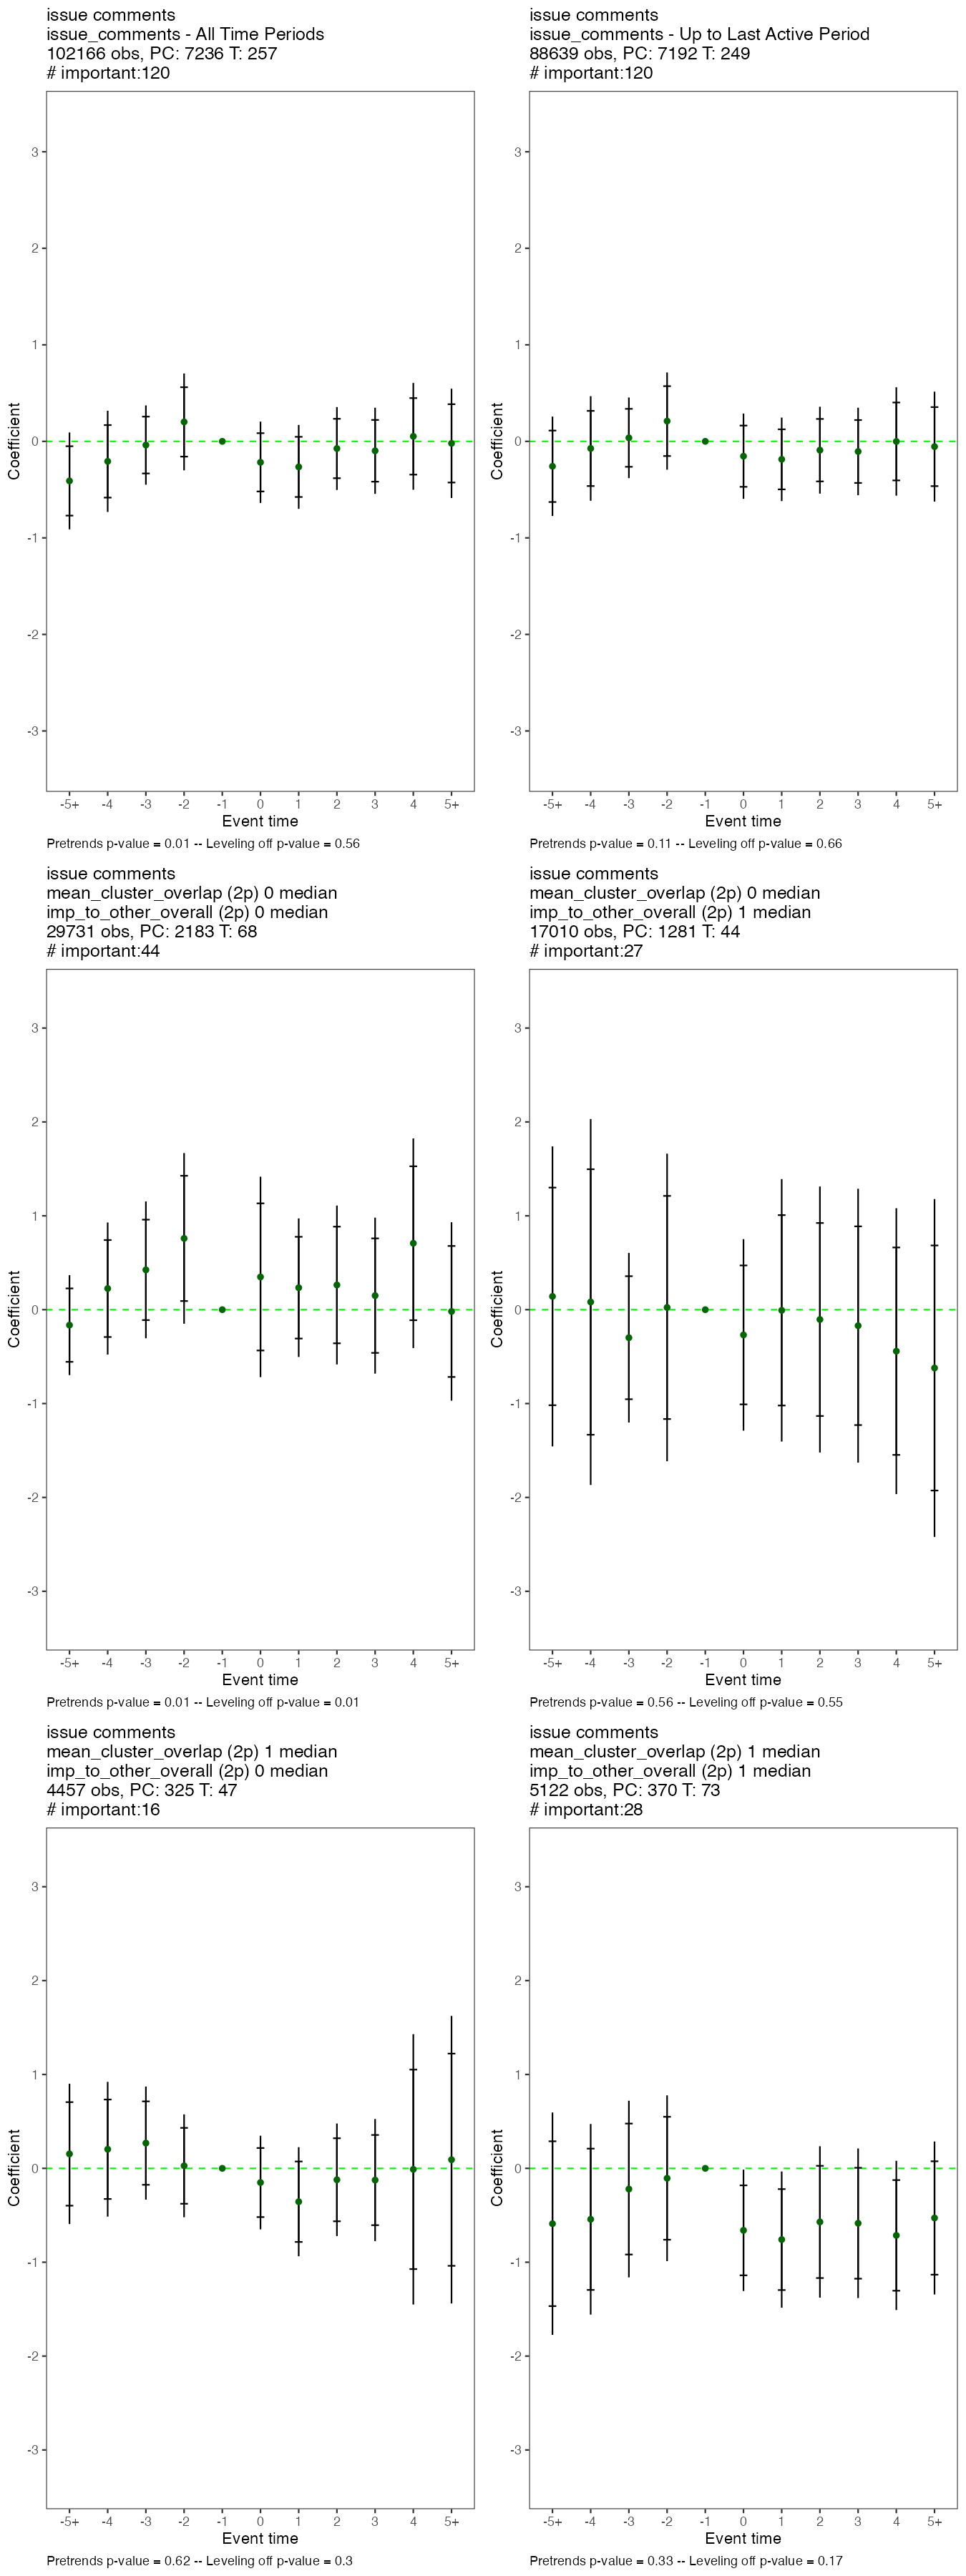 issue comments
issue_comments - All Time Periods
102166 obs, PC: 7236 T: 257
# important:120
Coefficient
3
2
1
0
-1
-2
-3
-5+ -4 -3 -2 -1 0 1 2 3 4 5+
Event time
Pretrends p-value = 0.01 -- Leveling off p-value = 0.56
issue comments
issue_comments - Up to Last Active Period
88639 obs, PC: 7192 T: 249
# important:120
Coefficient
3
2
1
0
-1
-2
-3
-5+ -4 -3 -2 -1 0 1 2 3 4 5+
Event time
Pretrends p-value = 0.11 -- Leveling off p-value = 0.66
issue comments
mean_cluster_overlap (2p) 0 median
imp_to_other_overall (2p) 0 median
29731 obs, PC: 2183 T: 68
# important:44
Coefficient
3
2
1
0
-1
-2
-3
-5+ -4 -3 -2 -1 0 1 2 3 4 5+
Event time
Pretrends p-value = 0.01 -- Leveling off p-value = 0.01
issue comments
mean_cluster_overlap (2p) 0 median
imp_to_other_overall (2p) 1 median
17010 obs, PC: 1281 T: 44
# important:27
Coefficient
3
2
1
0
-1
-2
-3
-5+ -4 -3 -2 -1 0 1 2 3 4 5+
Event time
Pretrends p-value = 0.56 -- Leveling off p-value = 0.55
issue comments
mean_cluster_overlap (2p) 1 median
imp_to_other_overall (2p) 0 median
4457 obs, PC: 325 T: 47
# important:16
Coefficient
3
2
1
0
-1
-2
-3
-5+ -4 -3 -2 -1 0 1 2 3 4 5+
Event time
Pretrends p-value = 0.62 -- Leveling off p-value = 0.3
issue comments
mean_cluster_overlap (2p) 1 median
imp_to_other_overall (2p) 1 median
5122 obs, PC: 370 T: 73
# important:28
Coefficient
3
2
1
0
-1
-2
-3
-5+ -4 -3 -2 -1 0 1 2 3 4 5+
Event time
Pretrends p-value = 0.33 -- Leveling off p-value = 0.17